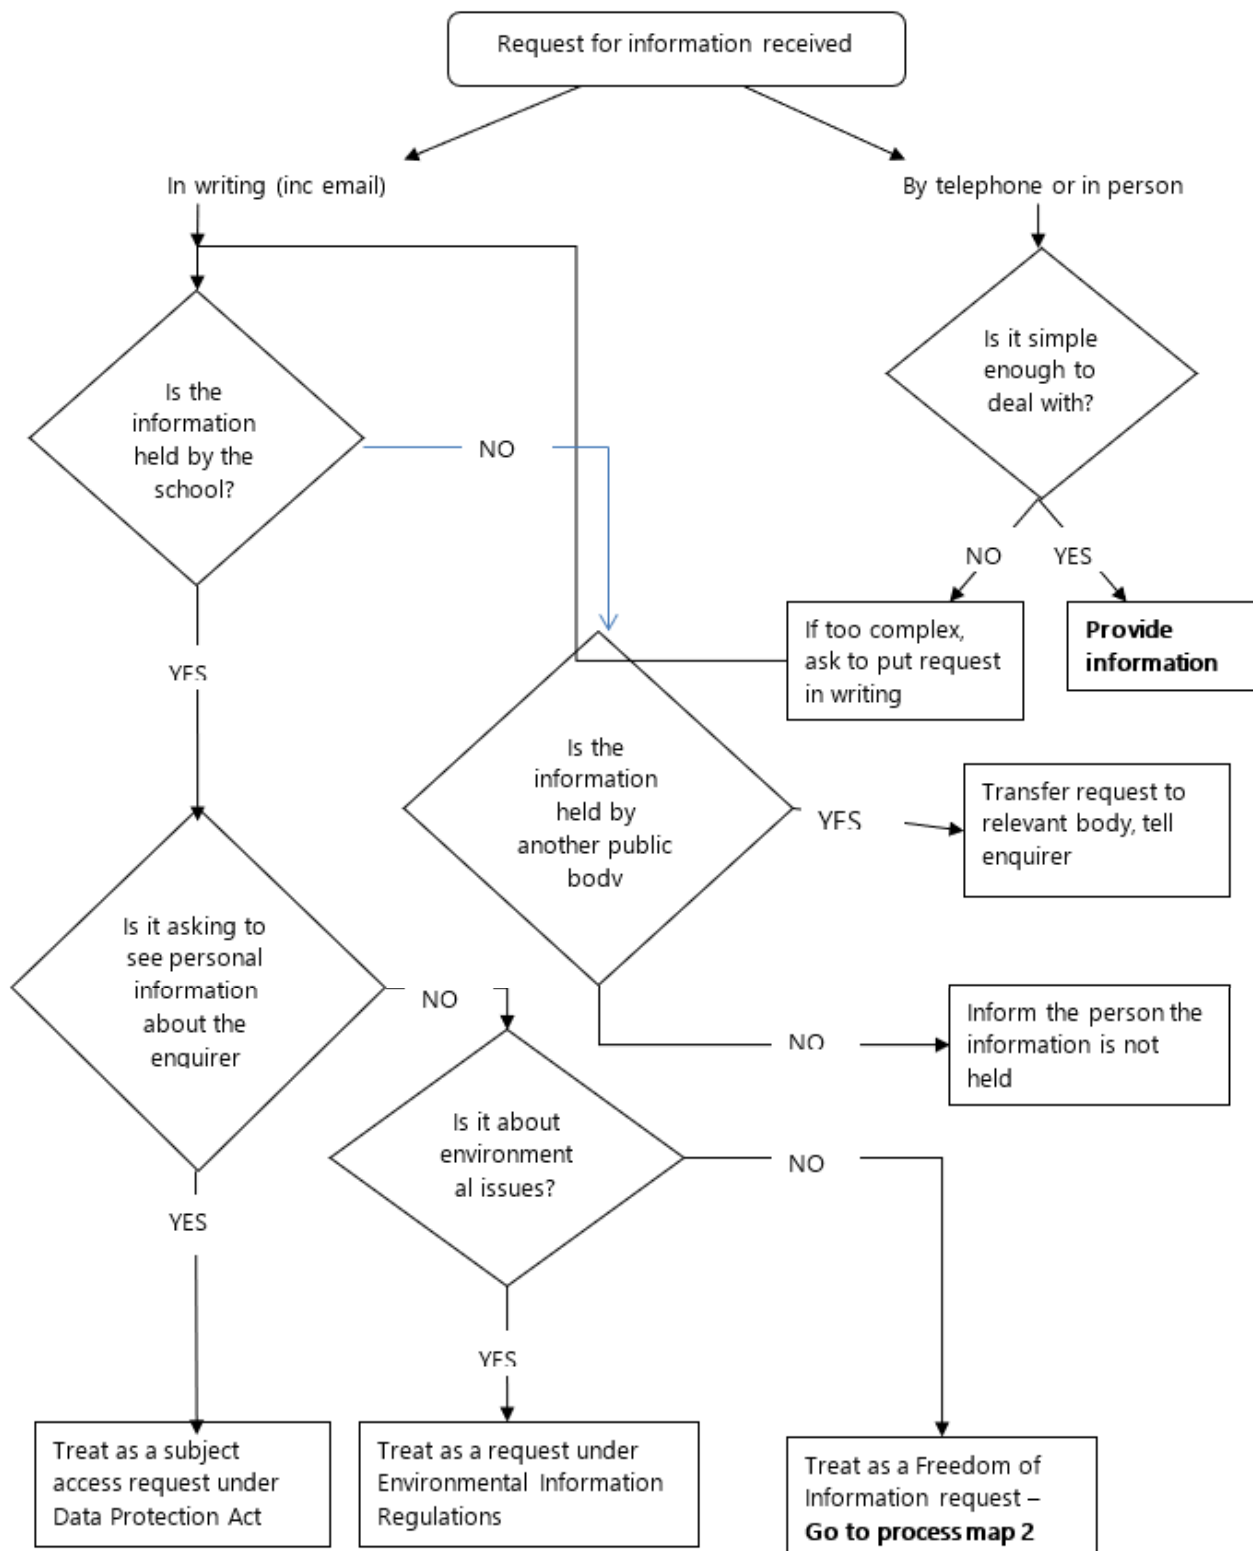 Request for information received
In writing (inc email)
By telephone or in person
Is it simple
enough to
deal with?
Is the
information
held by the
school?
NO
NO
YES
If too complex,
ask to put request
in writing
Provide
information
YES
Is the
information
held by
another public
body
YES
Transfer request to
relevant body, tell
enquirer
Is it asking to
see personal
information
about the
enquirer
NO
Inform the person the
information is not
held
NO
Is it about
environment
al issues?
NO
YES
YES
Treat as a subject
access request under
Data Protection Act
Treat as a request under
Environmental Information
Regulations
Treat as a Freedom of
Information request –
Go to process map 2